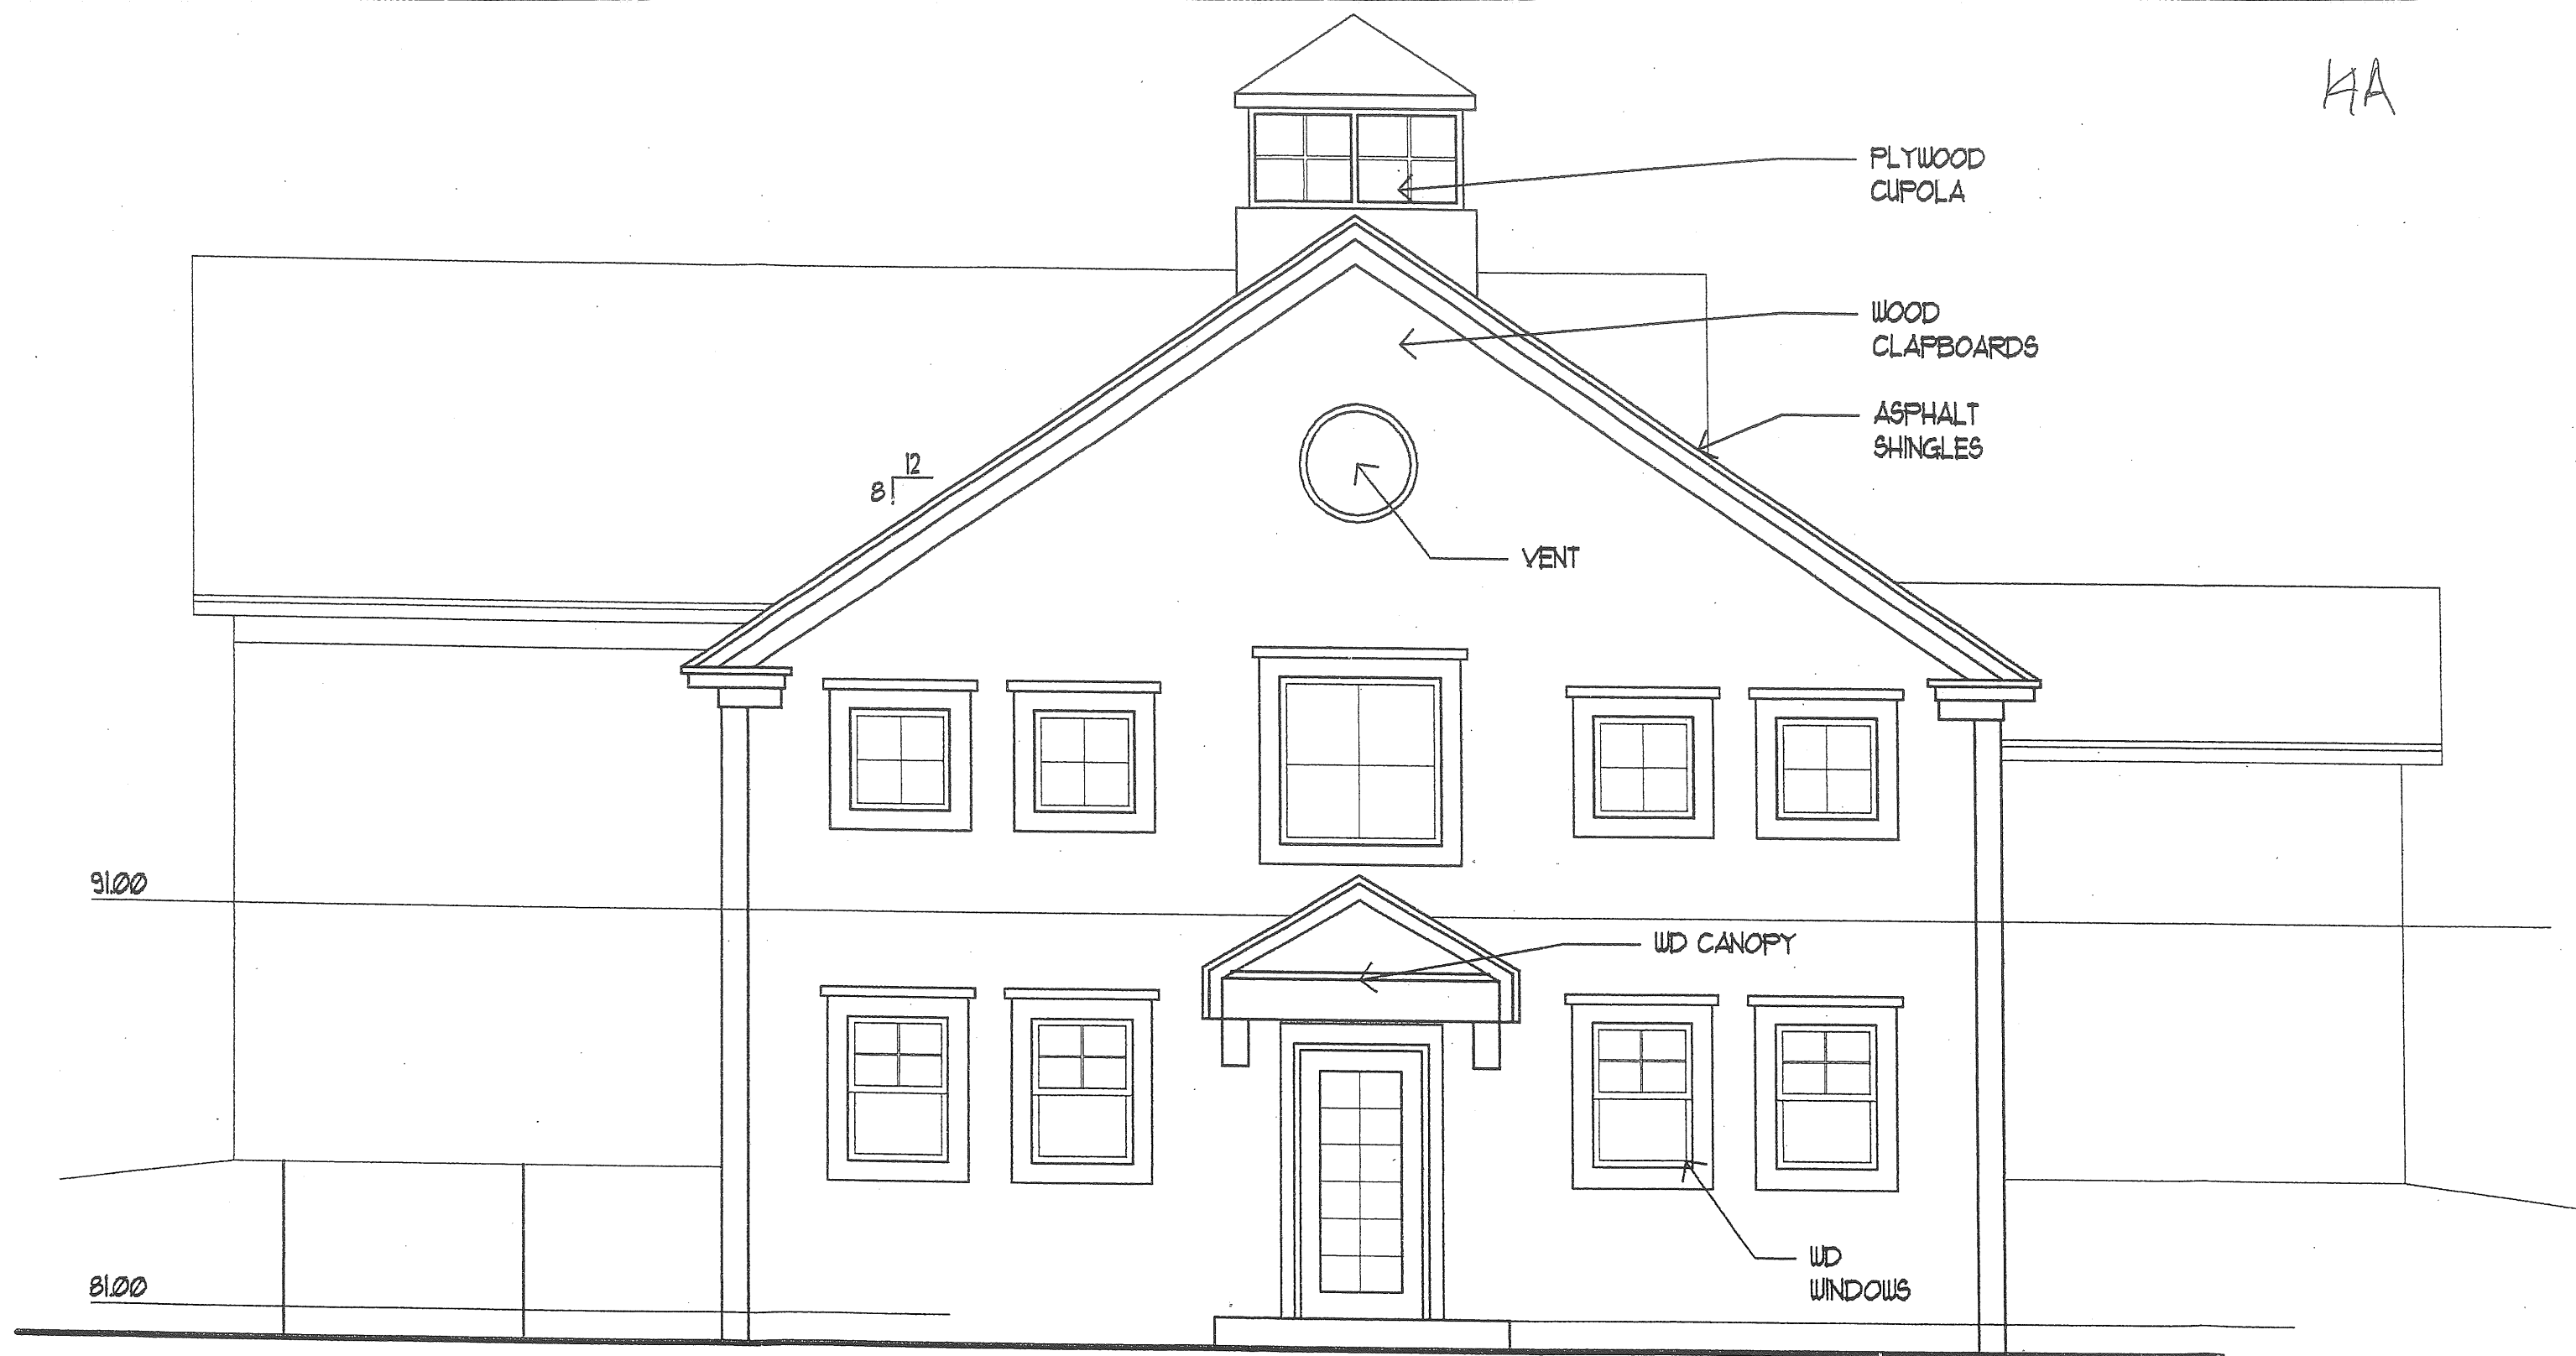 4A
PLYWOOD
CUPOLA
WOOD
CLAPBOARDS
ASPHALT
SHINGLES
12
8
VENT
91.00
WD CANOPY
WD
WINDOWS
81.00